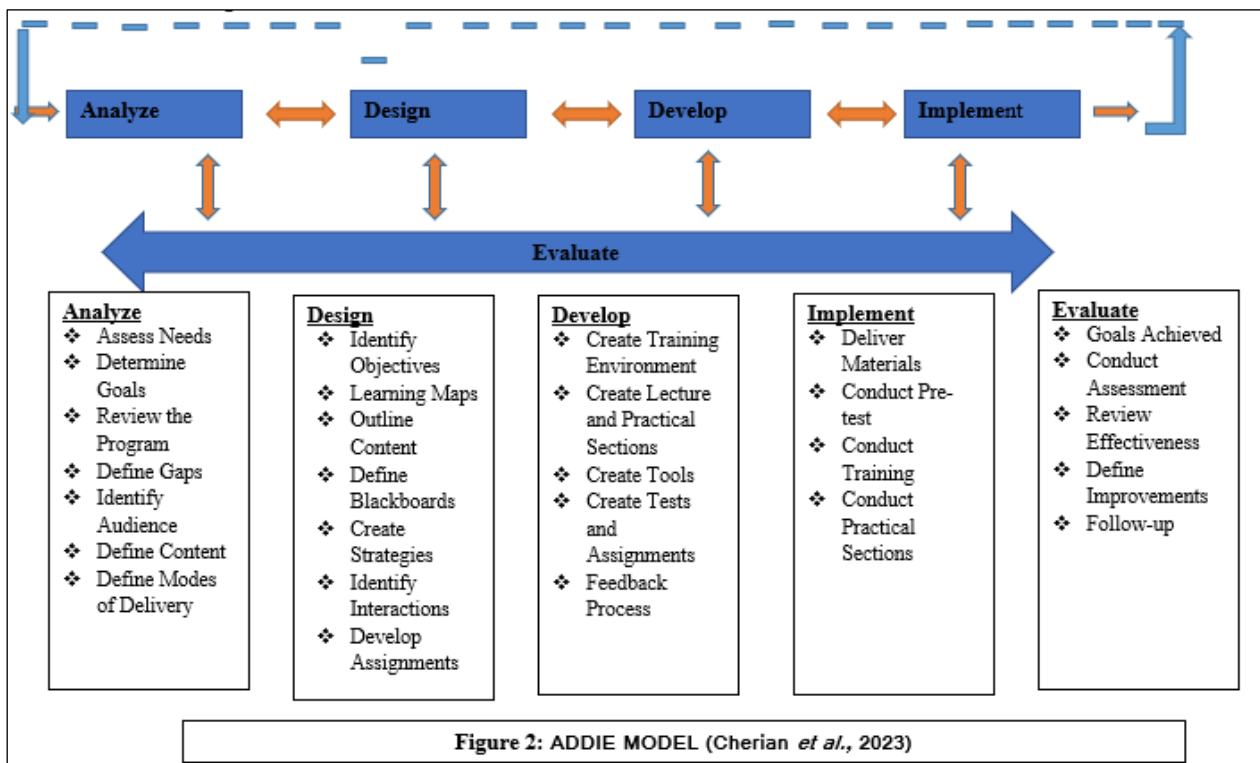 Analyze
Design
Develop
Implement
Evaluate
Analyze
❖ Assess Needs
❖ Determine
Goals
❖ Review the
Program
❖ Define Gaps
❖ Identify
Audience
❖ Define Content
❖ Define Modes
of Delivery
Design
❖ Identify
Objectives
❖ Learning Maps
❖ Outline
Content
❖ Define
Blackboards
❖ Create
Strategies
❖ Identify
Interactions
❖ Develop
Assignments
Develop
❖ Create Training
Environment
❖ Create Lecture
and Practical
Sections
❖ Create Tools
❖ Create Tests
and
Assignments
❖ Feedback
Process
Implement
❖ Deliver
Materials
❖ Conduct Pre-
test
❖ Conduct
Training
❖ Conduct
Practical
Sections
Evaluate
❖ Goals Achieved
❖ Conduct
Assessment
❖ Review
Effectiveness
❖ Define
Improvements
❖ Follow-up
Figure 2: ADDIE MODEL (Cherian et al., 2023)